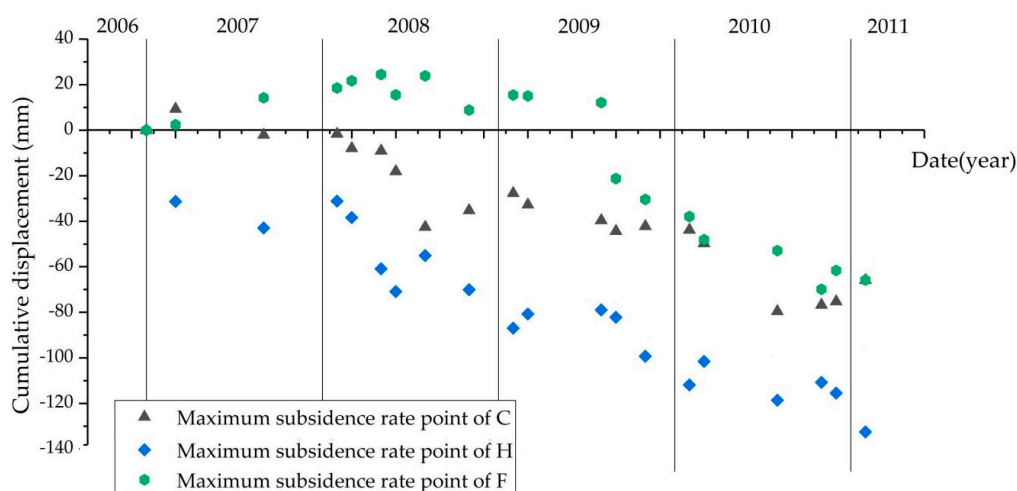 2006 2007 2008 2009 2010 2011
40
20
0
-20
-40
-60
-80
-100
-120
-140
Cumulative displacement (mm)
Date(year)
Maximum subsidence rate point of C
Maximum subsidence rate point of H
Maximum subsidence rate point of F